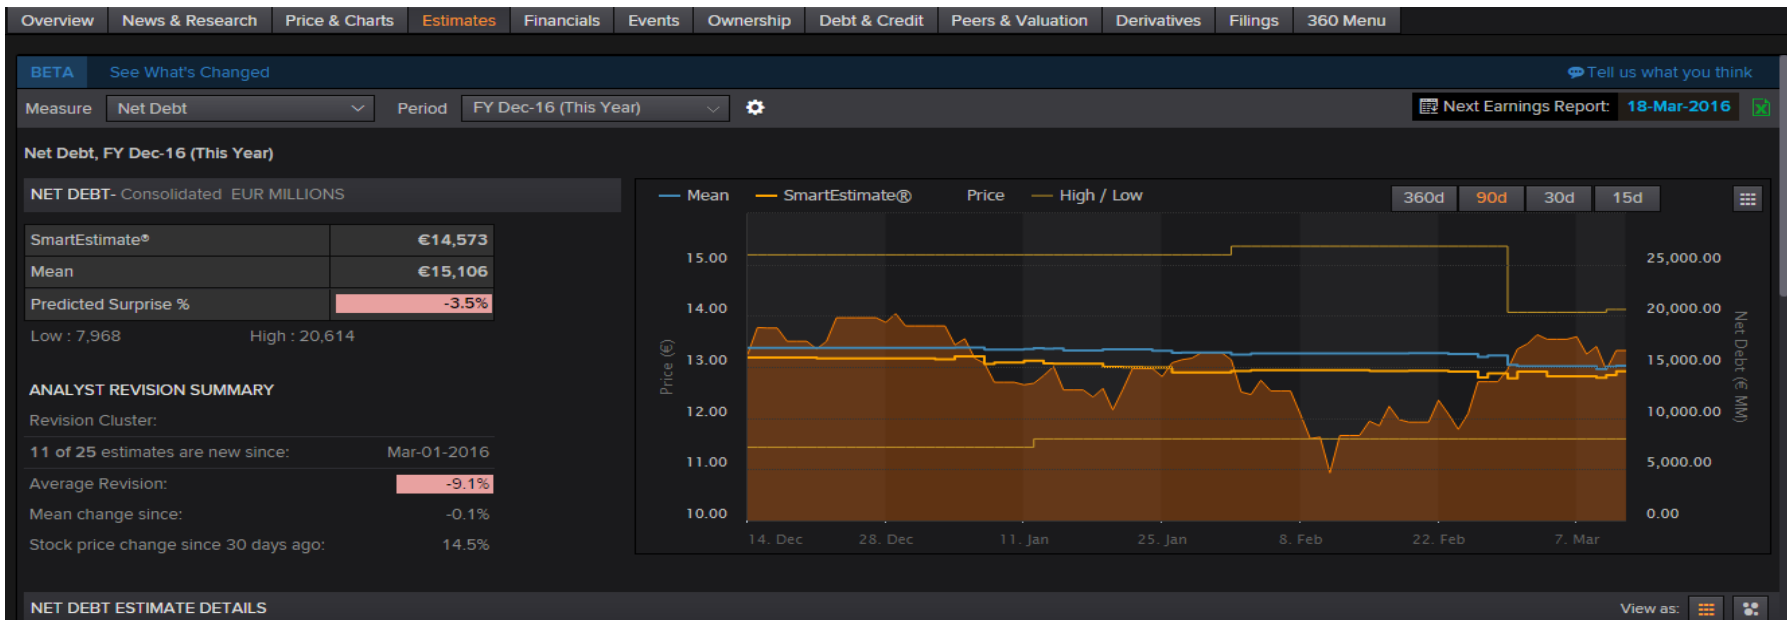 Overview News & Research Price & Charts Estimates Financials Events Ownership Debt & Credit Peers & Valuation Derivatives Filings 360 Menu
BETA See What's Changed Tell us what you think
Measure Net Debt Period FY Dec-16 (This Year) Next Earnings Report: 18-Mar-2016
Net Debt, FY Dec-16 (This Year)
NET DEBT- Consolidated EUR MILLIONS
SmartEstimate® €14,573
Mean €15,106
Predicted Surprise % -3.5%
Low : 7,968 High : 20,614
ANALYST REVISION SUMMARY
Revision Cluster:
11 of 25 estimates are new since: Mar-01-2016
Average Revision: -9.1%
Mean change since: -0.1%
Stock price change since 30 days ago: 14.5%
Mean SmartEstimate® Price High / Low 360d 90d 30d 15d
15.00 25,000.00
14.00 20,000.00
13.00 15,000.00
12.00 10,000.00
11.00 5,000.00
10.00 0.00
Price (€)
Net Debt (€ MM)
14. Dec 28. Dec 11. Jan 25. Jan 8. Feb 22. Feb 7. Mar
NET DEBT ESTIMATE DETAILS View as: